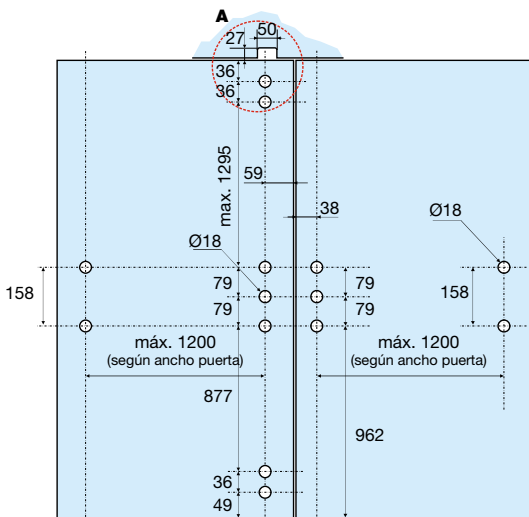 A
50
27
36
36
max. 1295
59
38
Ø18
Ø18
158
79
79
79
79
158
máx. 1200
(según ancho puerta)
máx. 1200
(según ancho puerta)
877
962
36
49